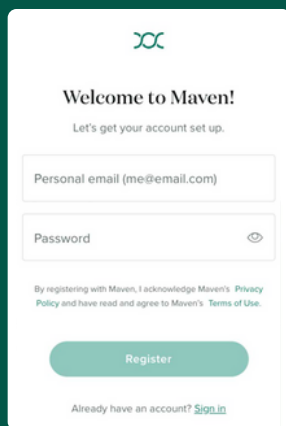 Welcome to Maven!
Let's get your account set up.
Personal email (me@email.com)
Password
By registering with Maven, I acknowledge Maven's Privacy
Policy and have read and agree to Maven's Terms of Use.
Register
Already have an account? Sign in